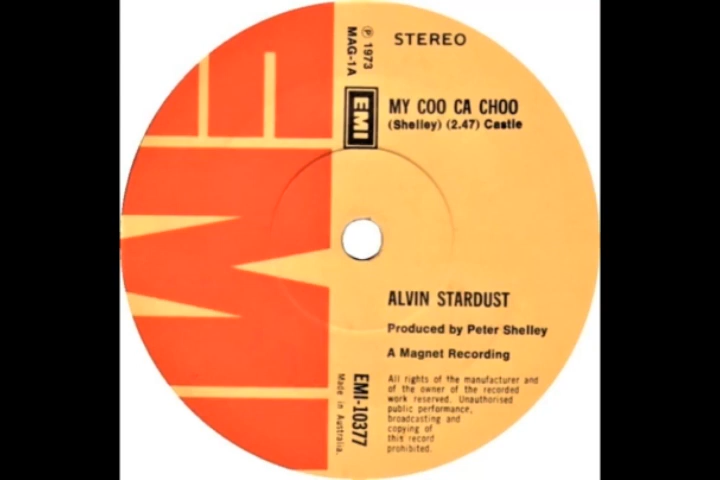 STEREO
℗ 1973
MAG-1A
EMI
MY COO CA CHOO
(Shelley) (2.47) Castle
ALVIN STARDUST
Produced by Peter Shelley
A Magnet Recording
EMI-10377
Made in Australia.
All rights of the manufacturer and
of the owner of the recorded
work reserved. Unauthorised
public performance,
broadcasting and
copying of
this record
prohibited.
EMI